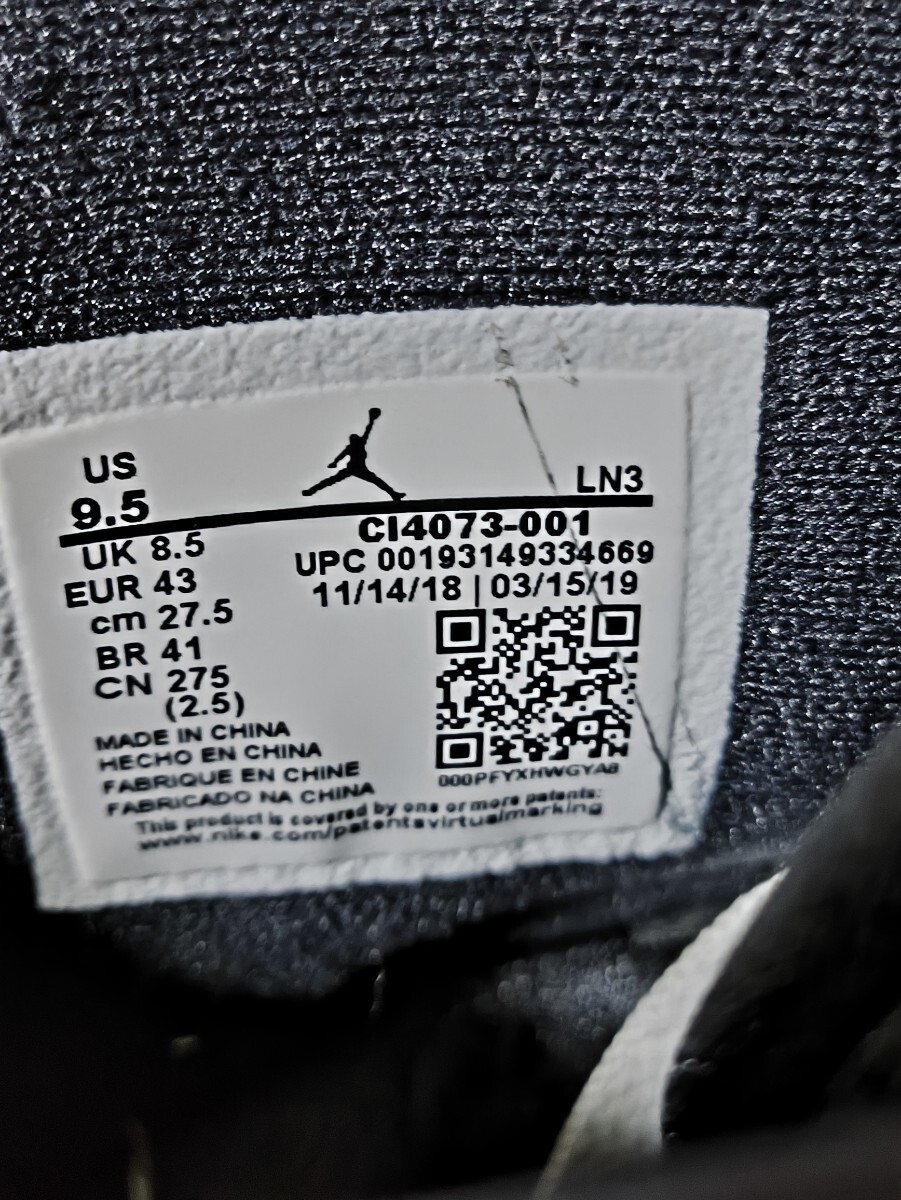 US
9.5
LN3
CI4073-001
UK 8.5
UPC 00193149334669
EUR 43
11/14/18 | 03/15/19
cm 27.5
BR 41
CN 275
(2.5)
000PFYXHWGYA8
MADE IN CHINA
HECHO EN CHINA
FABRIQUE EN CHINE
FABRICADO NA CHINA
This product is covered by one or more patents:
www.nike.com/patentsvirtualmarking